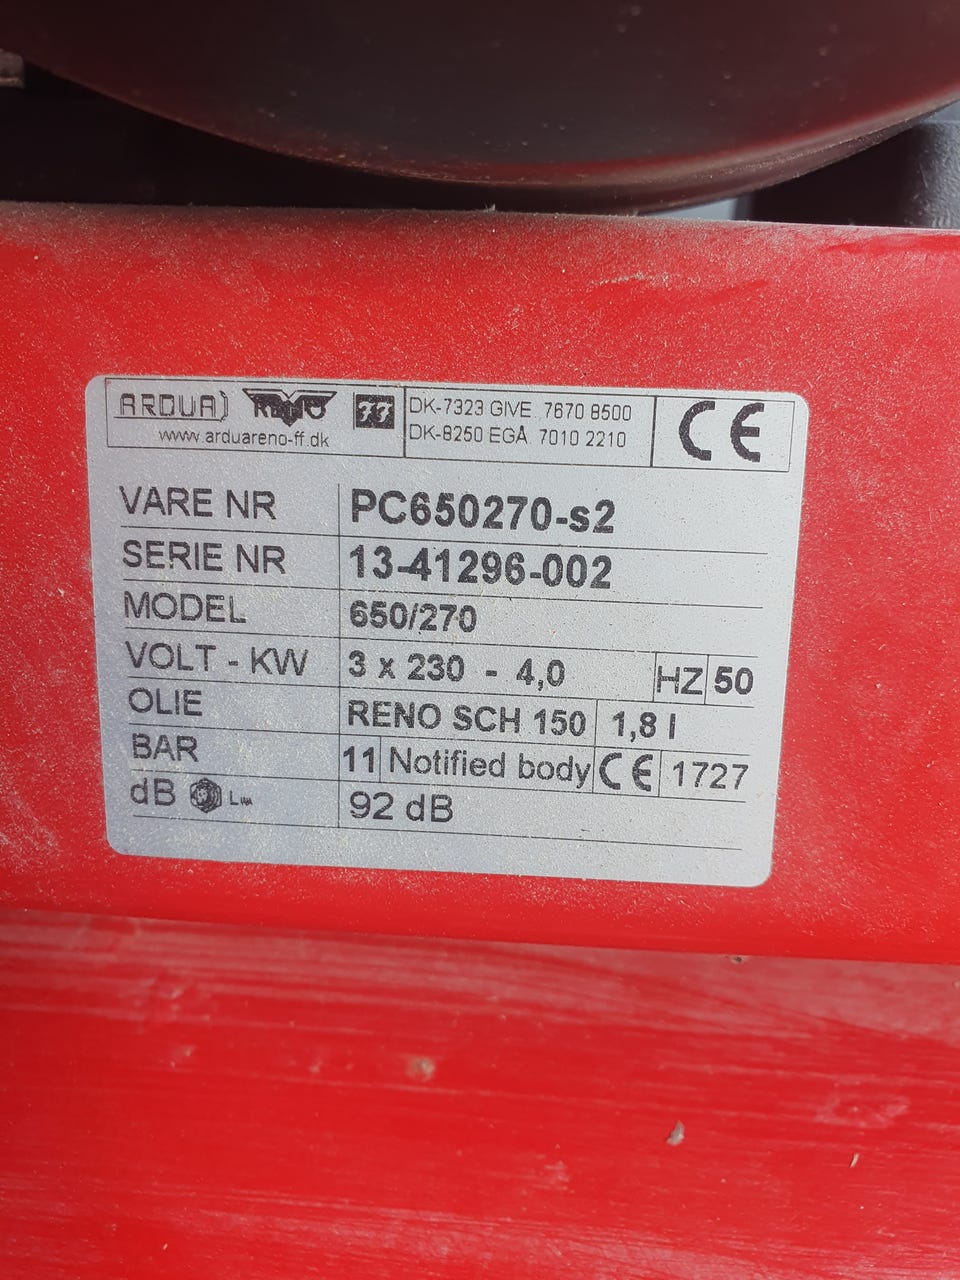 ARDUA RENO FF DK-7323 GIVE 7670 8500
www.arduareno-ff.dk DK-8250 EGÅ 7010 2210 CE
VARE NR PC650270-s2
SERIE NR 13-41296-002
MODEL 650/270
VOLT - KW 3 x 230 - 4,0 HZ 50
OLIE RENO SCH 150 1,8 l
BAR 11 Notified body CE 1727
dB 92 dB